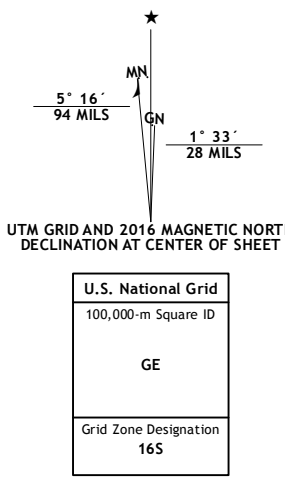 ★
MN
GN
5° 16´
94 MILS
1° 33´
28 MILS
UTM GRID AND 2016 MAGNETIC NORTH
DECLINATION AT CENTER OF SHEET
U.S. National Grid
100,000-m Square ID
GE
Grid Zone Designation
16S